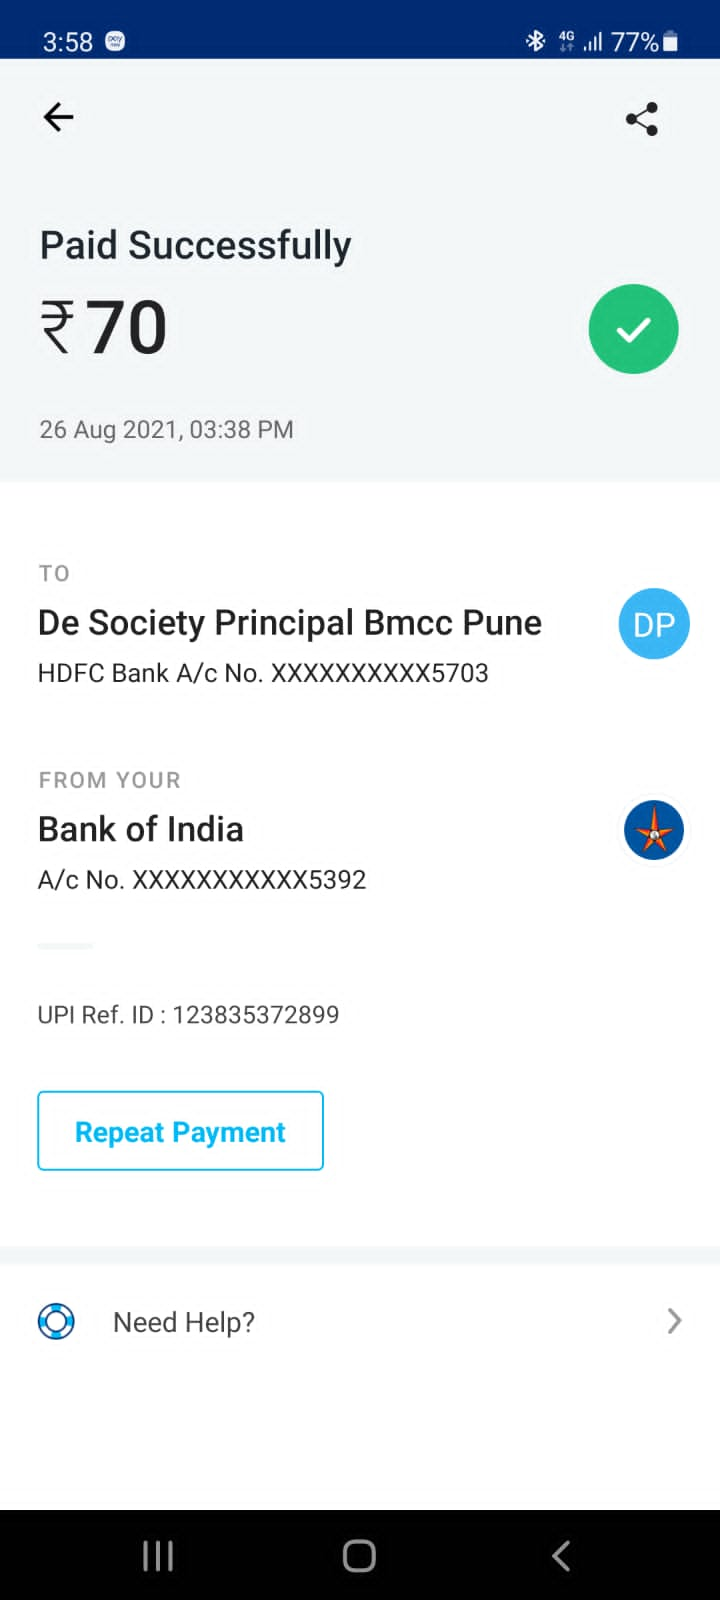 3:58
4G
77%
Paid Successfully
₹70
26 Aug 2021, 03:38 PM
TO
De Society Principal Bmcc Pune
DP
HDFC Bank A/c No. XXXXXXXXXX5703
FROM YOUR
Bank of India
A/c No. XXXXXXXXXXX5392
UPI Ref. ID : 123835372899
Repeat Payment
Need Help?